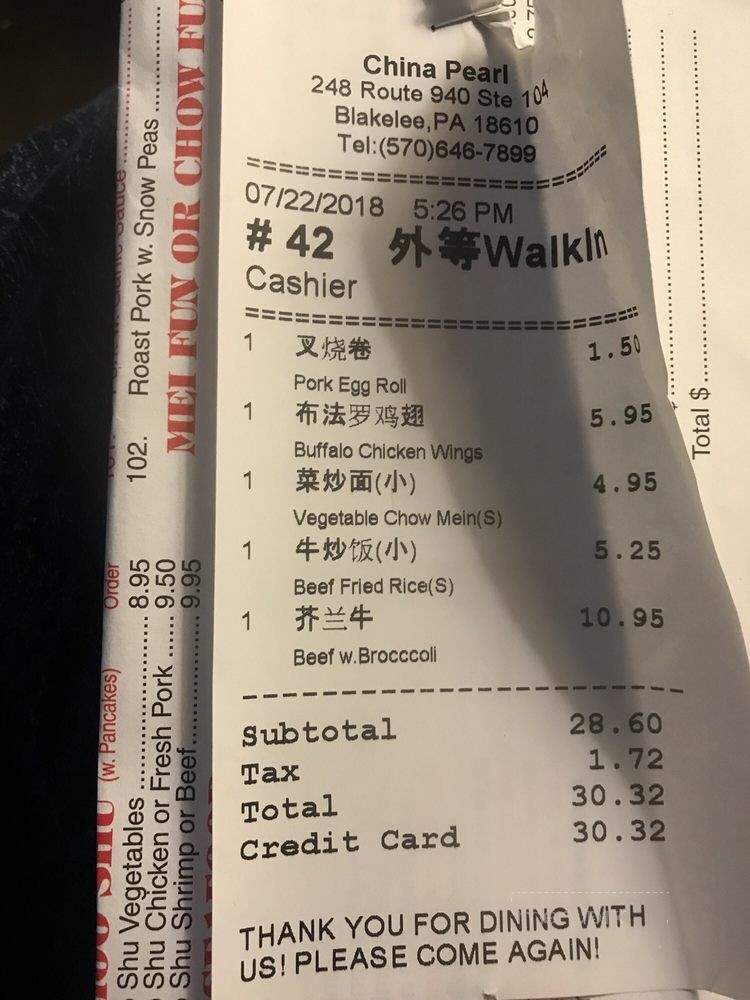 China Pearl
248 Route 940 Ste 104
Blakelee,PA 18610
Tel:(570)646-7899
07/22/2018 5:26 PM
# 42 外等WalkIn
Cashier
1 叉烧卷 1.50
Pork Egg Roll
1 布法罗鸡翅 5.95
Buffalo Chicken Wings
1 菜炒面(小) 4.95
Vegetable Chow Mein(S)
1 牛炒饭(小) 5.25
Beef Fried Rice(S)
1 芥兰牛 10.95
Beef w.Brocccoli
Subtotal 28.60
Tax 1.72
Total 30.32
Credit Card 30.32
THANK YOU FOR DINING WITH
US! PLEASE COME AGAIN!
102. Roast Pork w. Snow Peas
MEI FUN OR CHOW FU
(w. Pancakes) Order
Shu Vegetables 8.95
Shu Chicken or Fresh Pork 9.50
Shu Shrimp or Beef 9.95
Total $